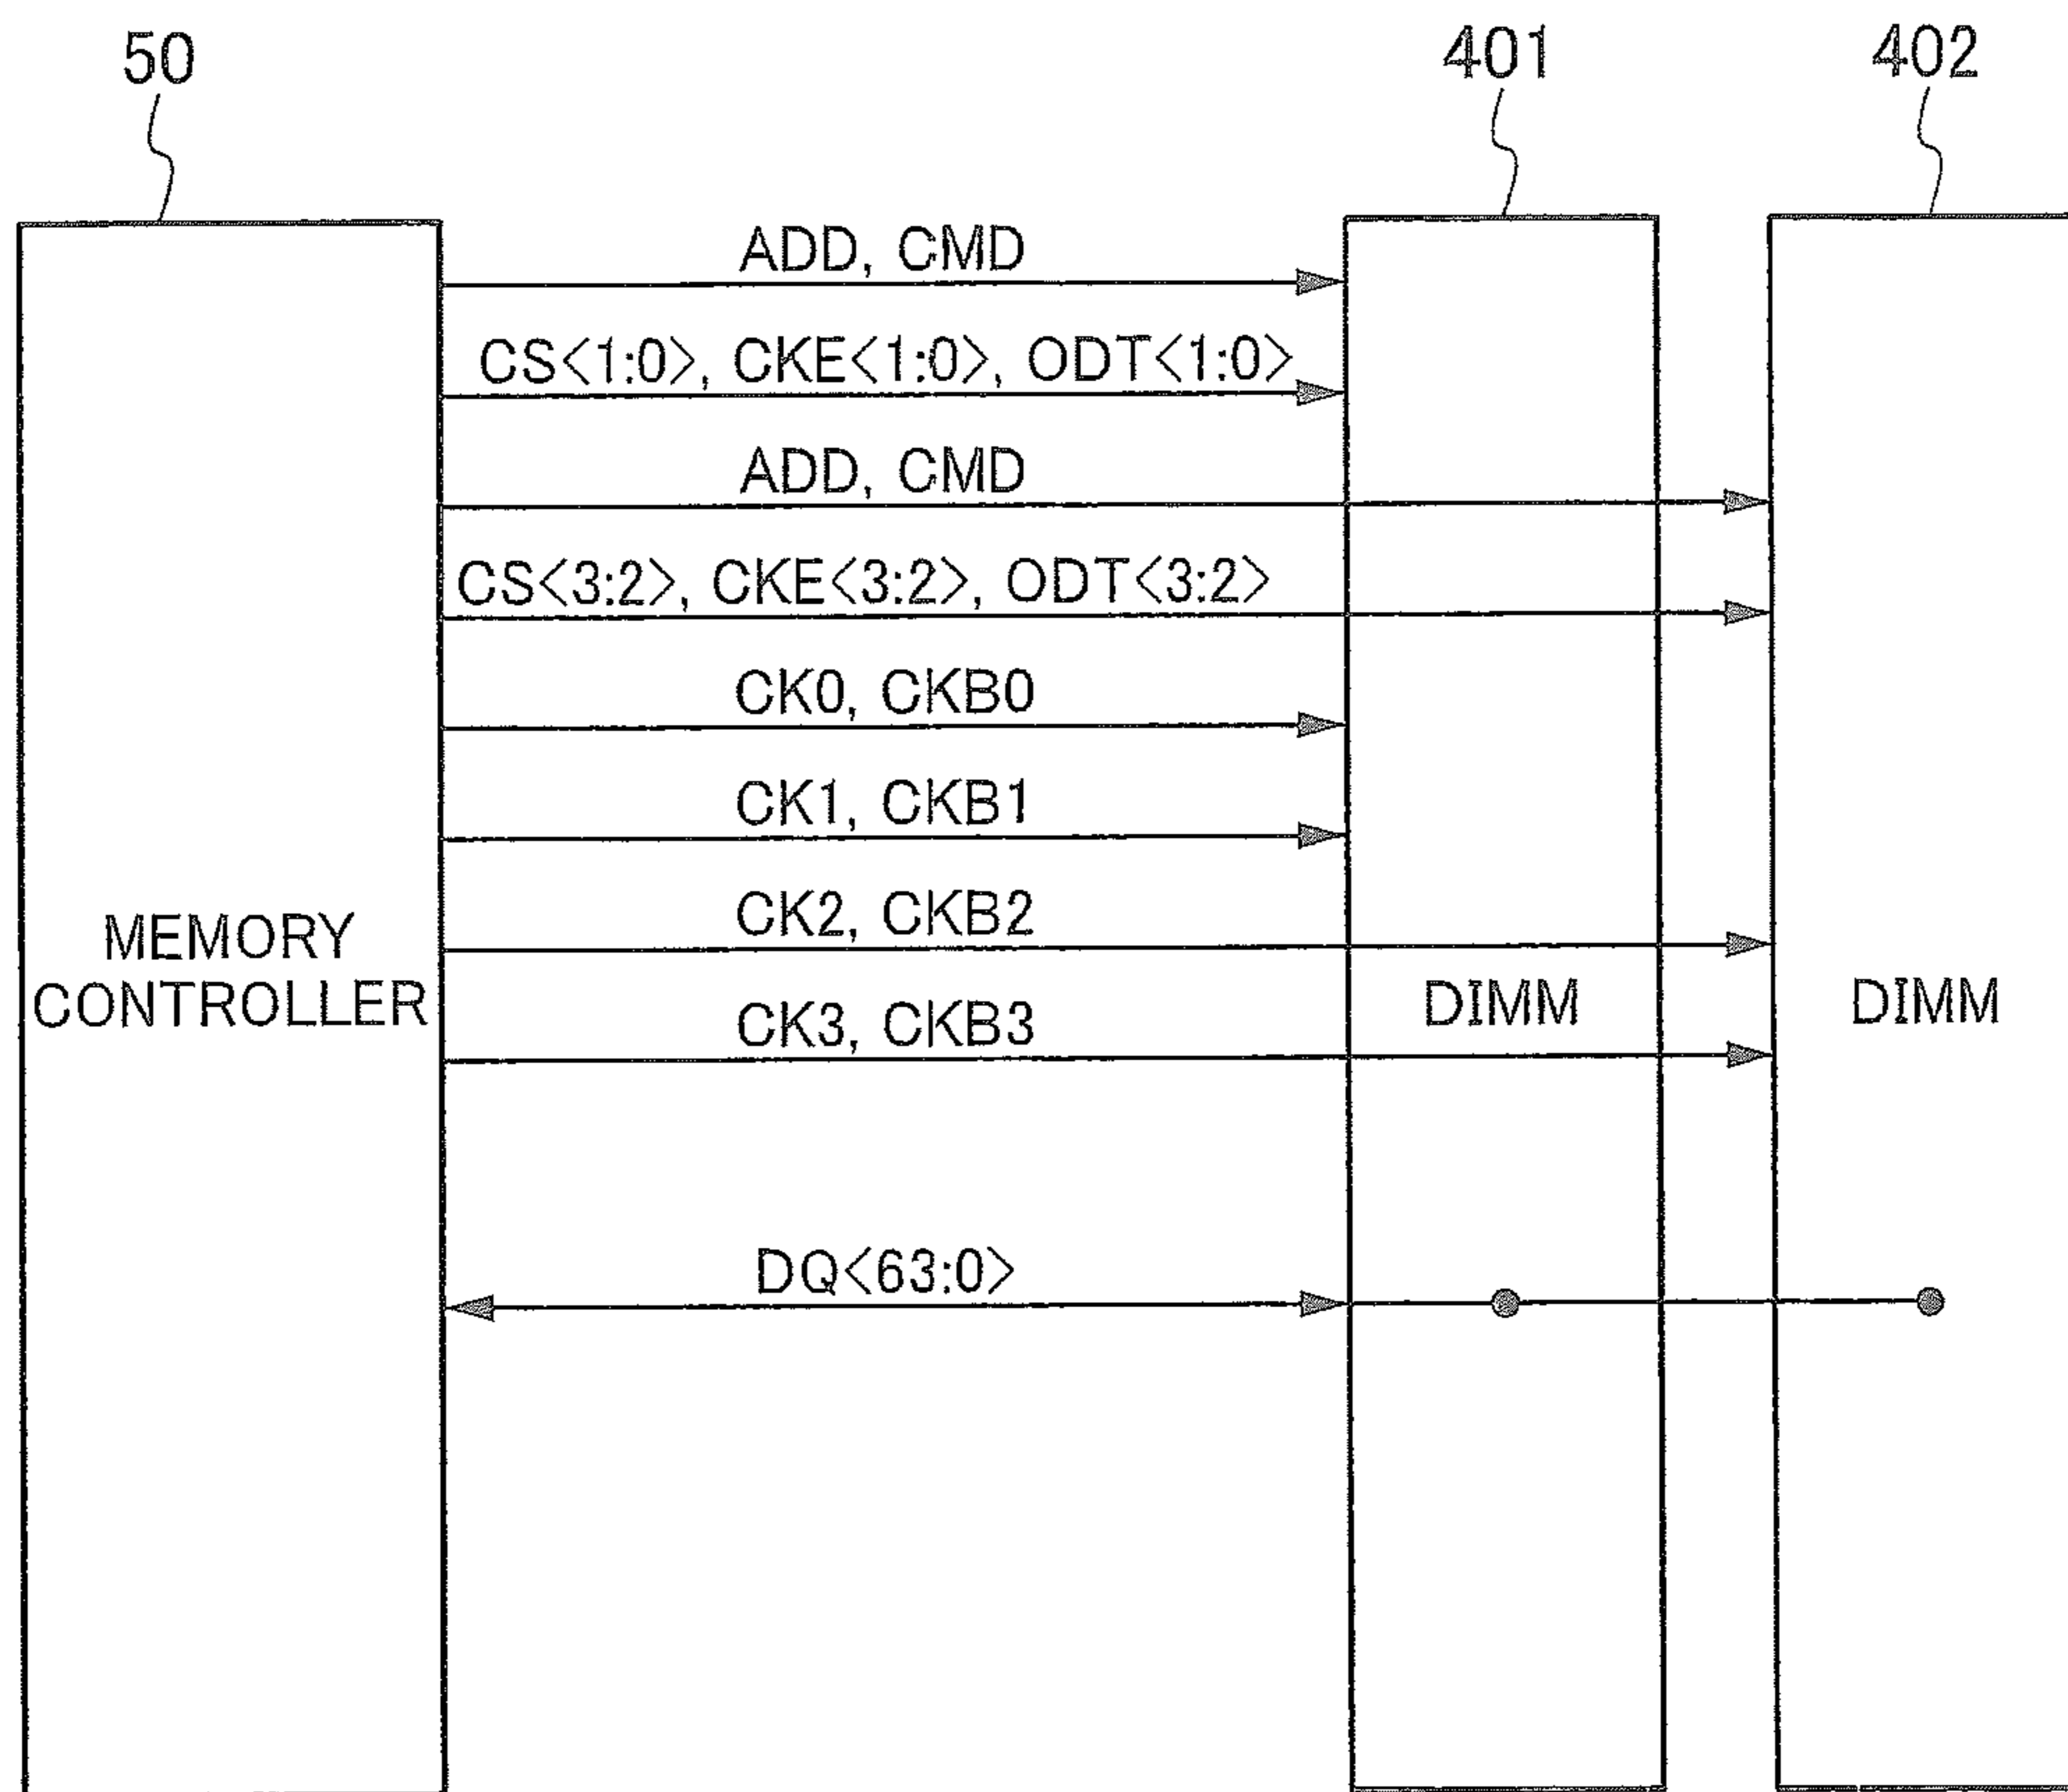 50
401
402
ADD, CMD
CS<1:0>, CKE<1:0>, ODT<1:0>
ADD, CMD
CS<3:2>, CKE<3:2>, ODT<3:2>
CK0, CKB0
CK1, CKB1
CK2, CKB2
MEMORY
CONTROLLER
DIMM
DIMM
CK3, CKB3
DQ<63:0>